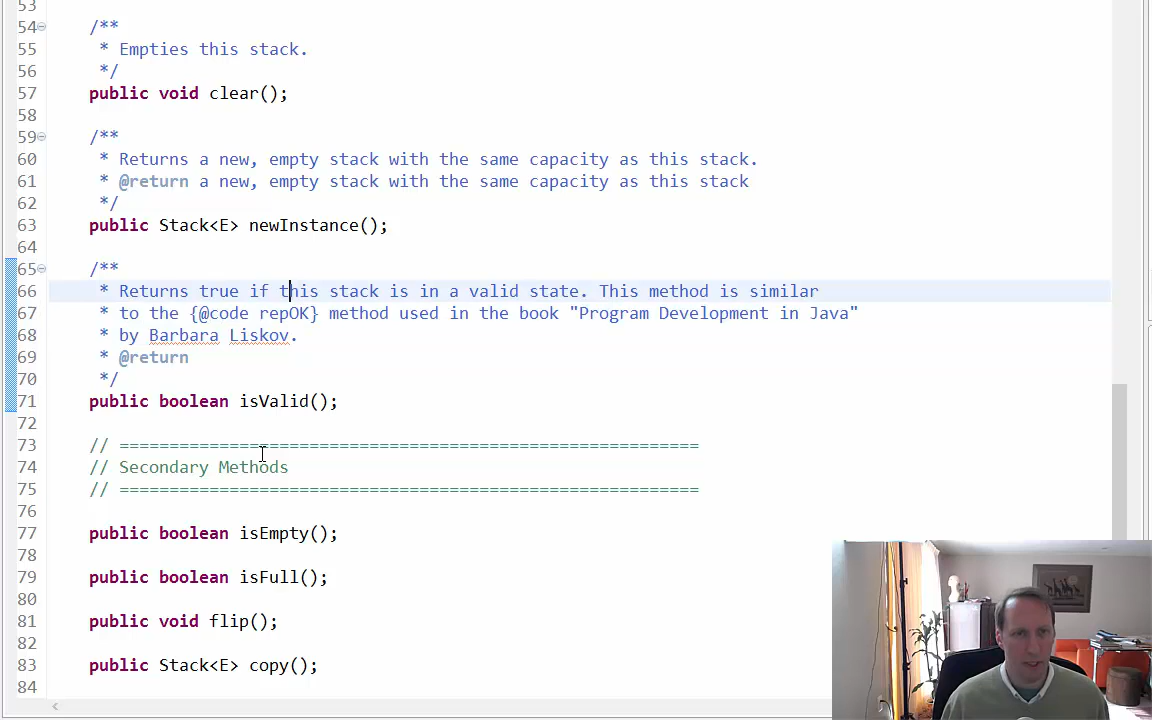 53
54 /**
55 * Empties this stack.
56 */
57 public void clear();
58
59 /**
60 * Returns a new, empty stack with the same capacity as this stack.
61 * @return a new, empty stack with the same capacity as this stack
62 */
63 public Stack<E> newInstance();
64
65 /**
66 * Returns true if this stack is in a valid state. This method is similar
67 * to the {@code repOK} method used in the book "Program Development in Java"
68 * by Barbara Liskov.
69 * @return
70 */
71 public boolean isValid();
72
73 // ==========================================================
74 // Secondary Methods
75 // ==========================================================
76
77 public boolean isEmpty();
78
79 public boolean isFull();
80
81 public void flip();
82
83 public Stack<E> copy();
84